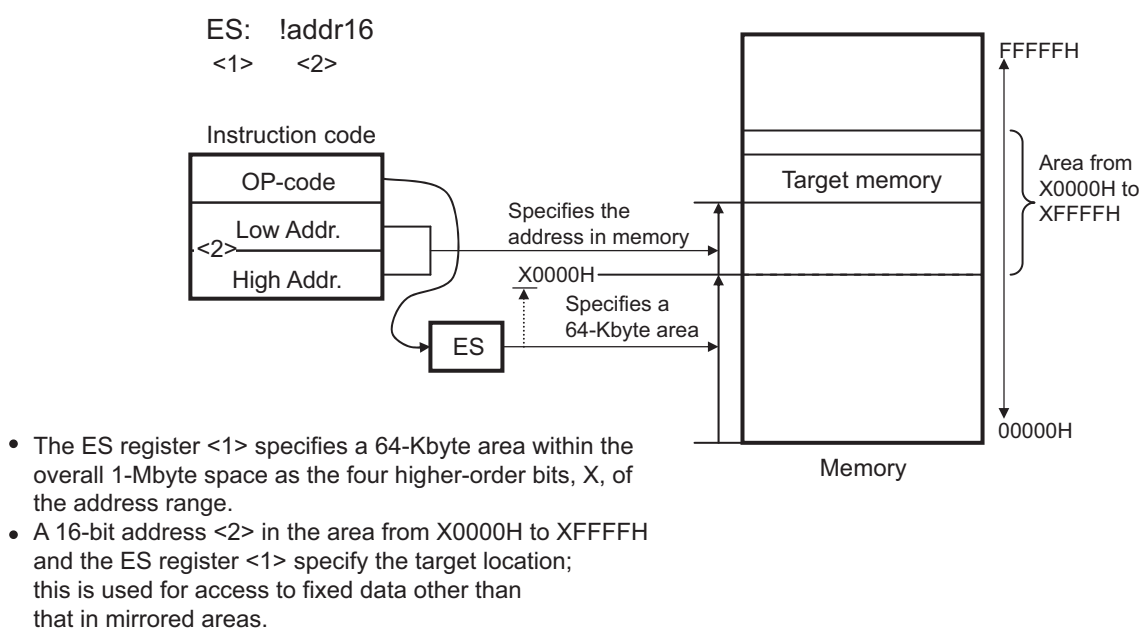 ES: !addr16
<1> <2>
Instruction code
OP-code
Low Addr.
<2>
High Addr.
ES
Specifies the
address in memory
X0000H
Specifies a
64-Kbyte area
Target memory
Memory
FFFFFH
Area from
X0000H to
XFFFFH
00000H
• The ES register <1> specifies a 64-Kbyte area within the
overall 1-Mbyte space as the four higher-order bits, X, of
the address range.
• A 16-bit address <2> in the area from X0000H to XFFFFH
and the ES register <1> specify the target location;
this is used for access to fixed data other than
that in mirrored areas.